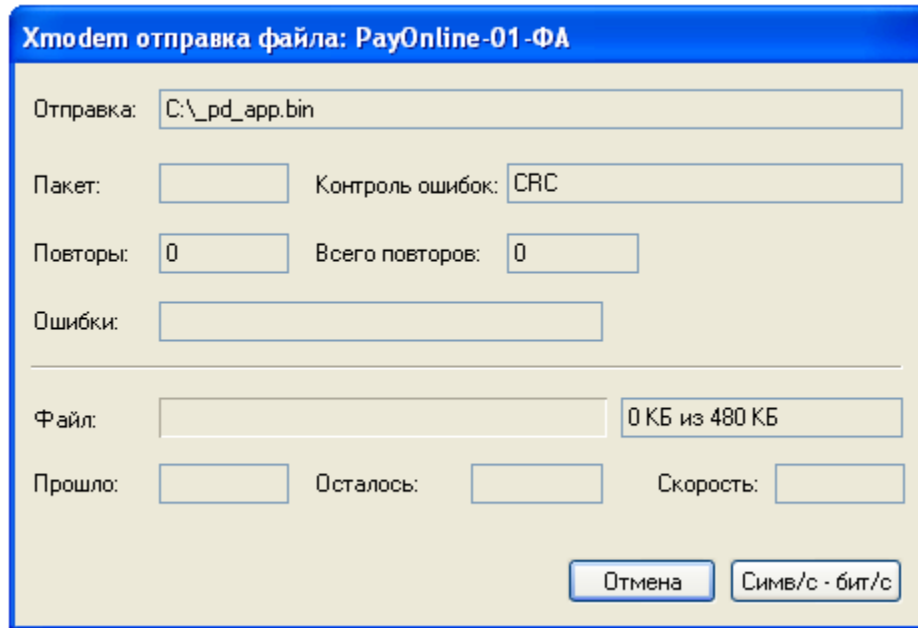 Xmodem отправка файла: PayOnline-01-ФА
Отправка: C:\_pd_app.bin
Пакет: Контроль ошибок: CRC
Повторы: 0 Всего повторов: 0
Ошибки:
Файл: 0 КБ из 480 КБ
Прошло: Осталось: Скорость:
Отмена Симв/с - бит/с